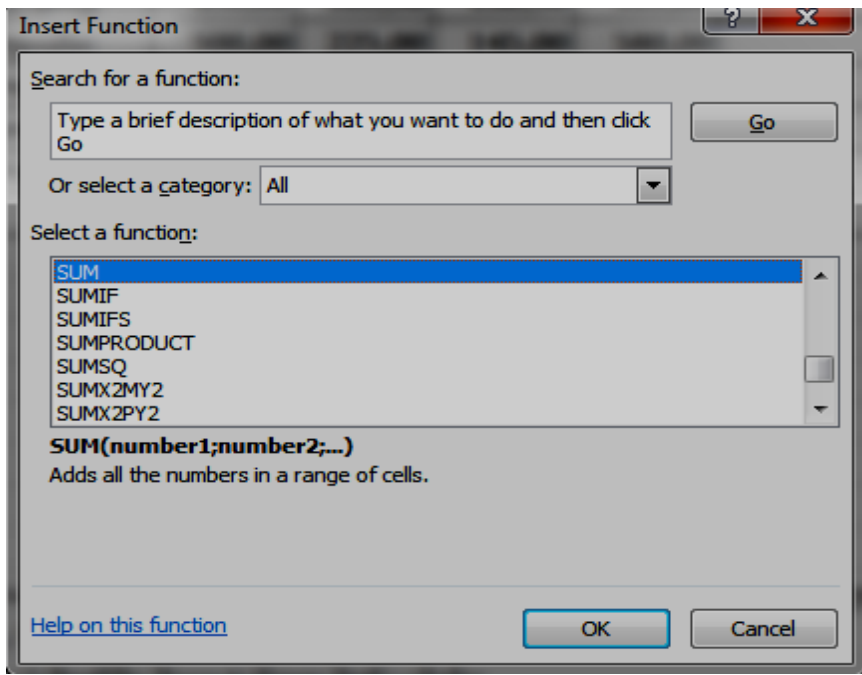 Insert Function
?
Search for a function:
Type a brief description of what you want to do and then click
Go
Go
Or select a category: All
Select a function:
SUM
SUMIF
SUMIFS
SUMPRODUCT
SUMSQ
SUMX2MY2
SUMX2PY2
SUM(number1;number2;...)
Adds all the numbers in a range of cells.
Help on this function
OK Cancel